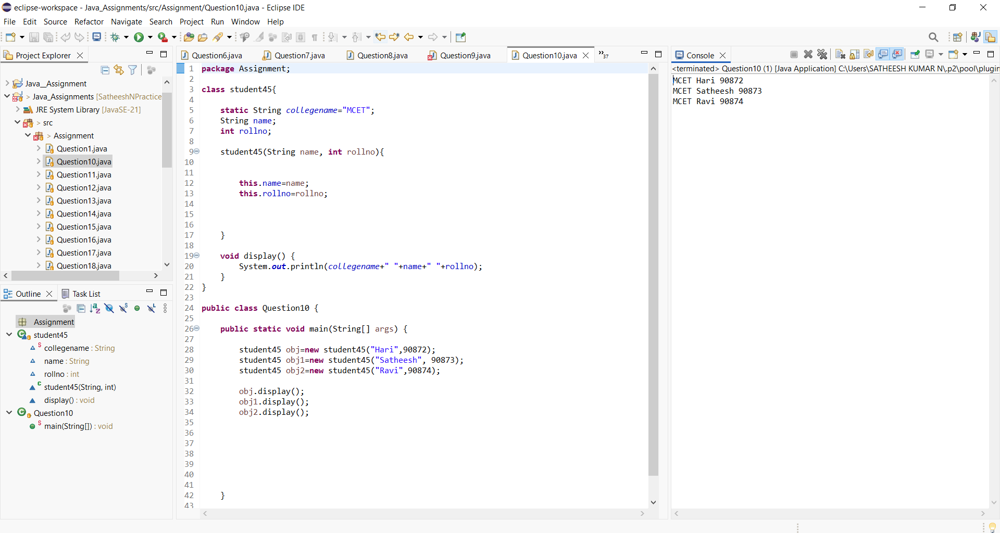 eclipse-workspace - Java_Assignments/src/Assignment/Question10.java - Eclipse IDE
File Edit Source Refactor Navigate Search Project Run Window Help
Project Explorer
Java__Assignment
> Java_Assignments [SatheeshNPractice
JRE System Library [JavaSE-21]
> src
> Assignment
Question1.java
Question10.java
Question11.java
Question12.java
Question13.java
Question14.java
Question15.java
Question16.java
Question17.java
Question18.java
Outline Task List
Assignment
student45
S collegename : String
name : String
rollno : int
C student45(String, int)
display() : void
Question10
S main(String[]) : void
Question6.java Question7.java Question8.java Question9.java Question10.java »37
1 package Assignment;
2
3 class student45{
4
5 static String collegename="MCET";
6 String name;
7 int rollno;
8
9 student45(String name, int rollno){
10
11
12 this.name=name;
13 this.rollno=rollno;
14
15
16
17 }
18
19 void display() {
20 System.out.println(collegename+" "+name+" "+rollno);
21 }
22 }
23
24 public class Question10 {
25
26 public static void main(String[] args) {
27
28 student45 obj=new student45("Hari",90872);
29 student45 obj1=new student45("Satheesh", 90873);
30 student45 obj2=new student45("Ravi",90874);
31
32 obj.display();
33 obj1.display();
34 obj2.display();
35
36
37
38
39
40
41
42 }
43
Console
<terminated> Question10 (1) [Java Application] C:\Users\SATHEESH KUMAR N\.p2\pool\plugin
MCET Hari 90872
MCET Satheesh 90873
MCET Ravi 90874